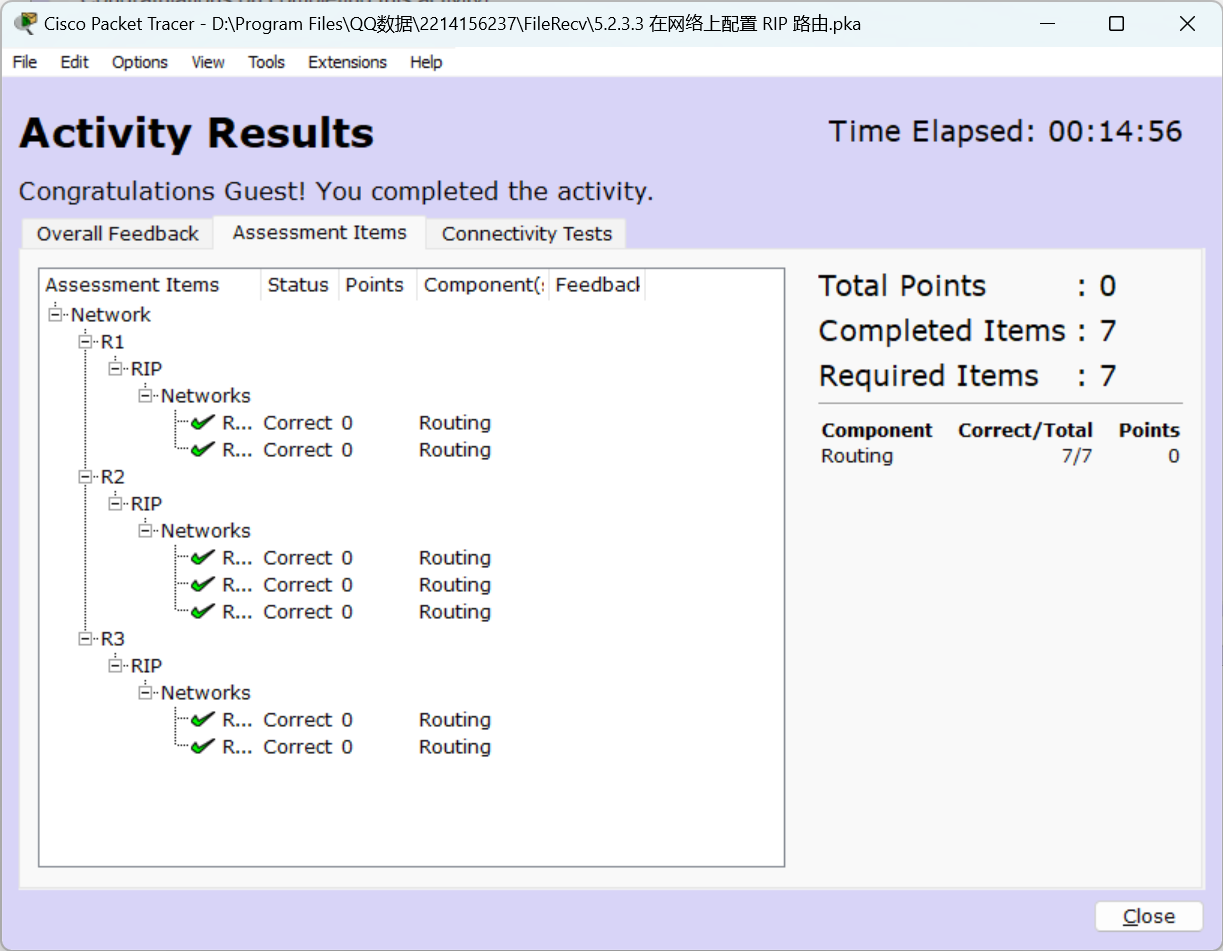 Cisco Packet Tracer - D:\Program Files\QQ数据\2214156237\FileRecv\5.2.3.3 在网络上配置 RIP 路由.pka
File Edit Options View Tools Extensions Help
Activity Results
Time Elapsed: 00:14:56
Congratulations Guest! You completed the activity.
Overall Feedback Assessment Items Connectivity Tests
Assessment Items Status Points Component(s Feedback
Network
R1
RIP
Networks
R... Correct 0 Routing
R... Correct 0 Routing
R2
RIP
Networks
R... Correct 0 Routing
R... Correct 0 Routing
R... Correct 0 Routing
R3
RIP
Networks
R... Correct 0 Routing
R... Correct 0 Routing
Total Points : 0
Completed Items : 7
Required Items : 7
Component Correct/Total Points
Routing 7/7 0
Close